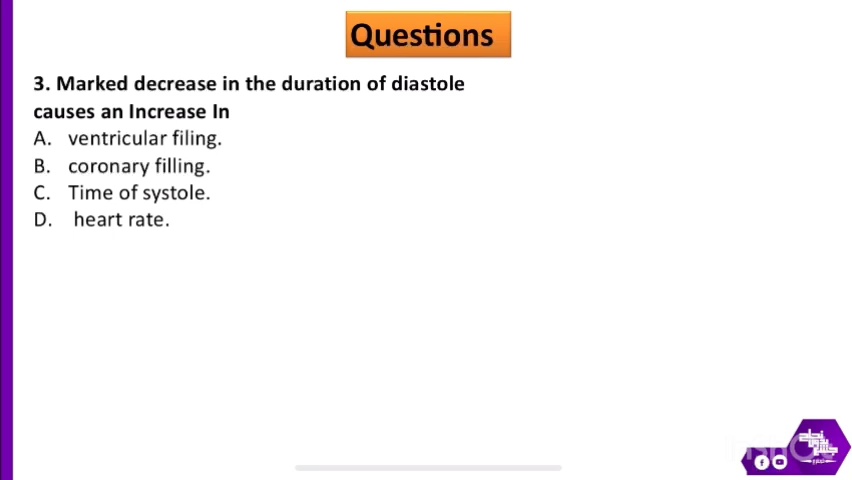 Questions
3. Marked decrease in the duration of diastole
causes an Increase In
A. ventricular filing.
B. coronary filling.
C. Time of systole.
D. heart rate.